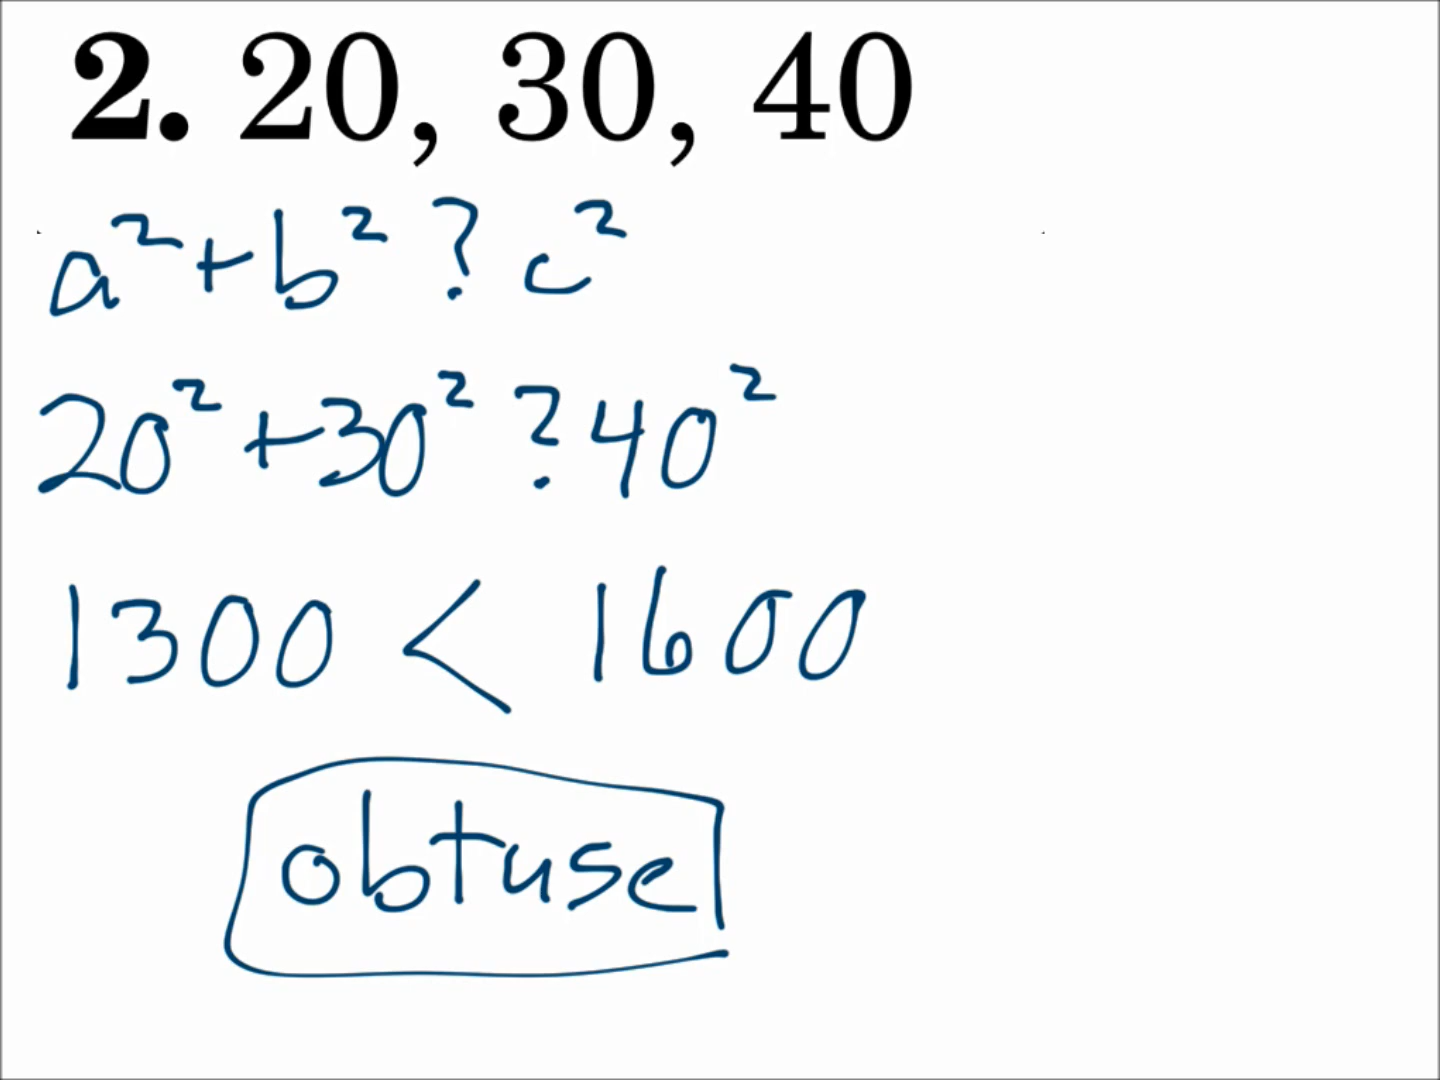 2. 20, 30, 40
a² + b² ? c²
20² + 30² ? 40²
1300 < 1600
obtuse